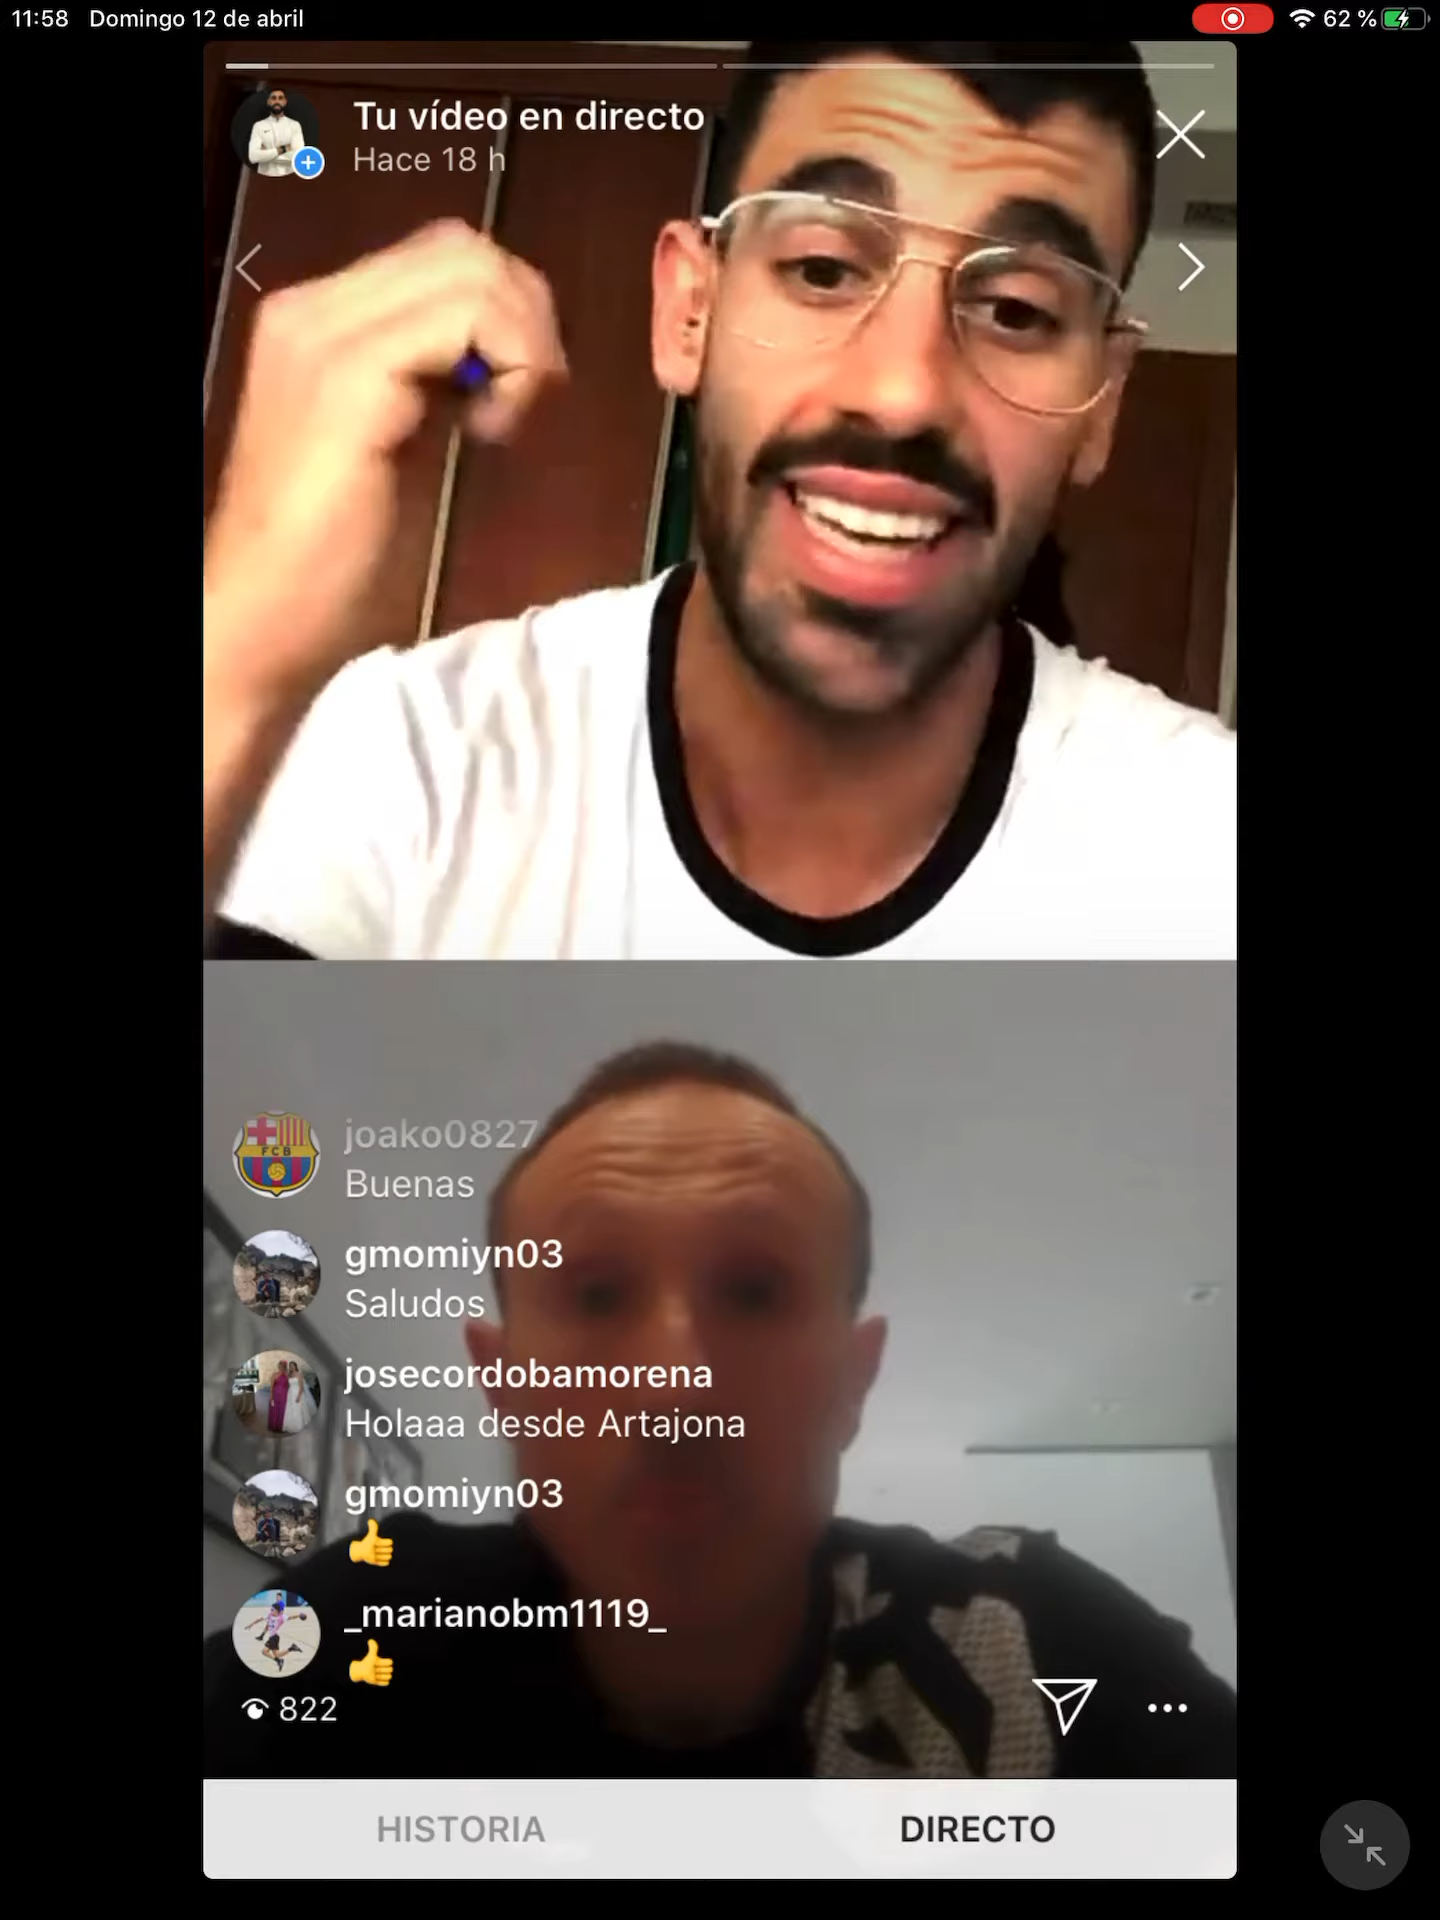 11:58 Domingo 12 de abril
62 %
Tu vídeo en directo
Hace 18 h
joako0827
Buenas
FCB
gmomiyn03
Saludos
josecordobamorena
Holaaa desde Artajona
gmomiyn03
👍
_marianobm1119_
👍
822
HISTORIA
DIRECTO